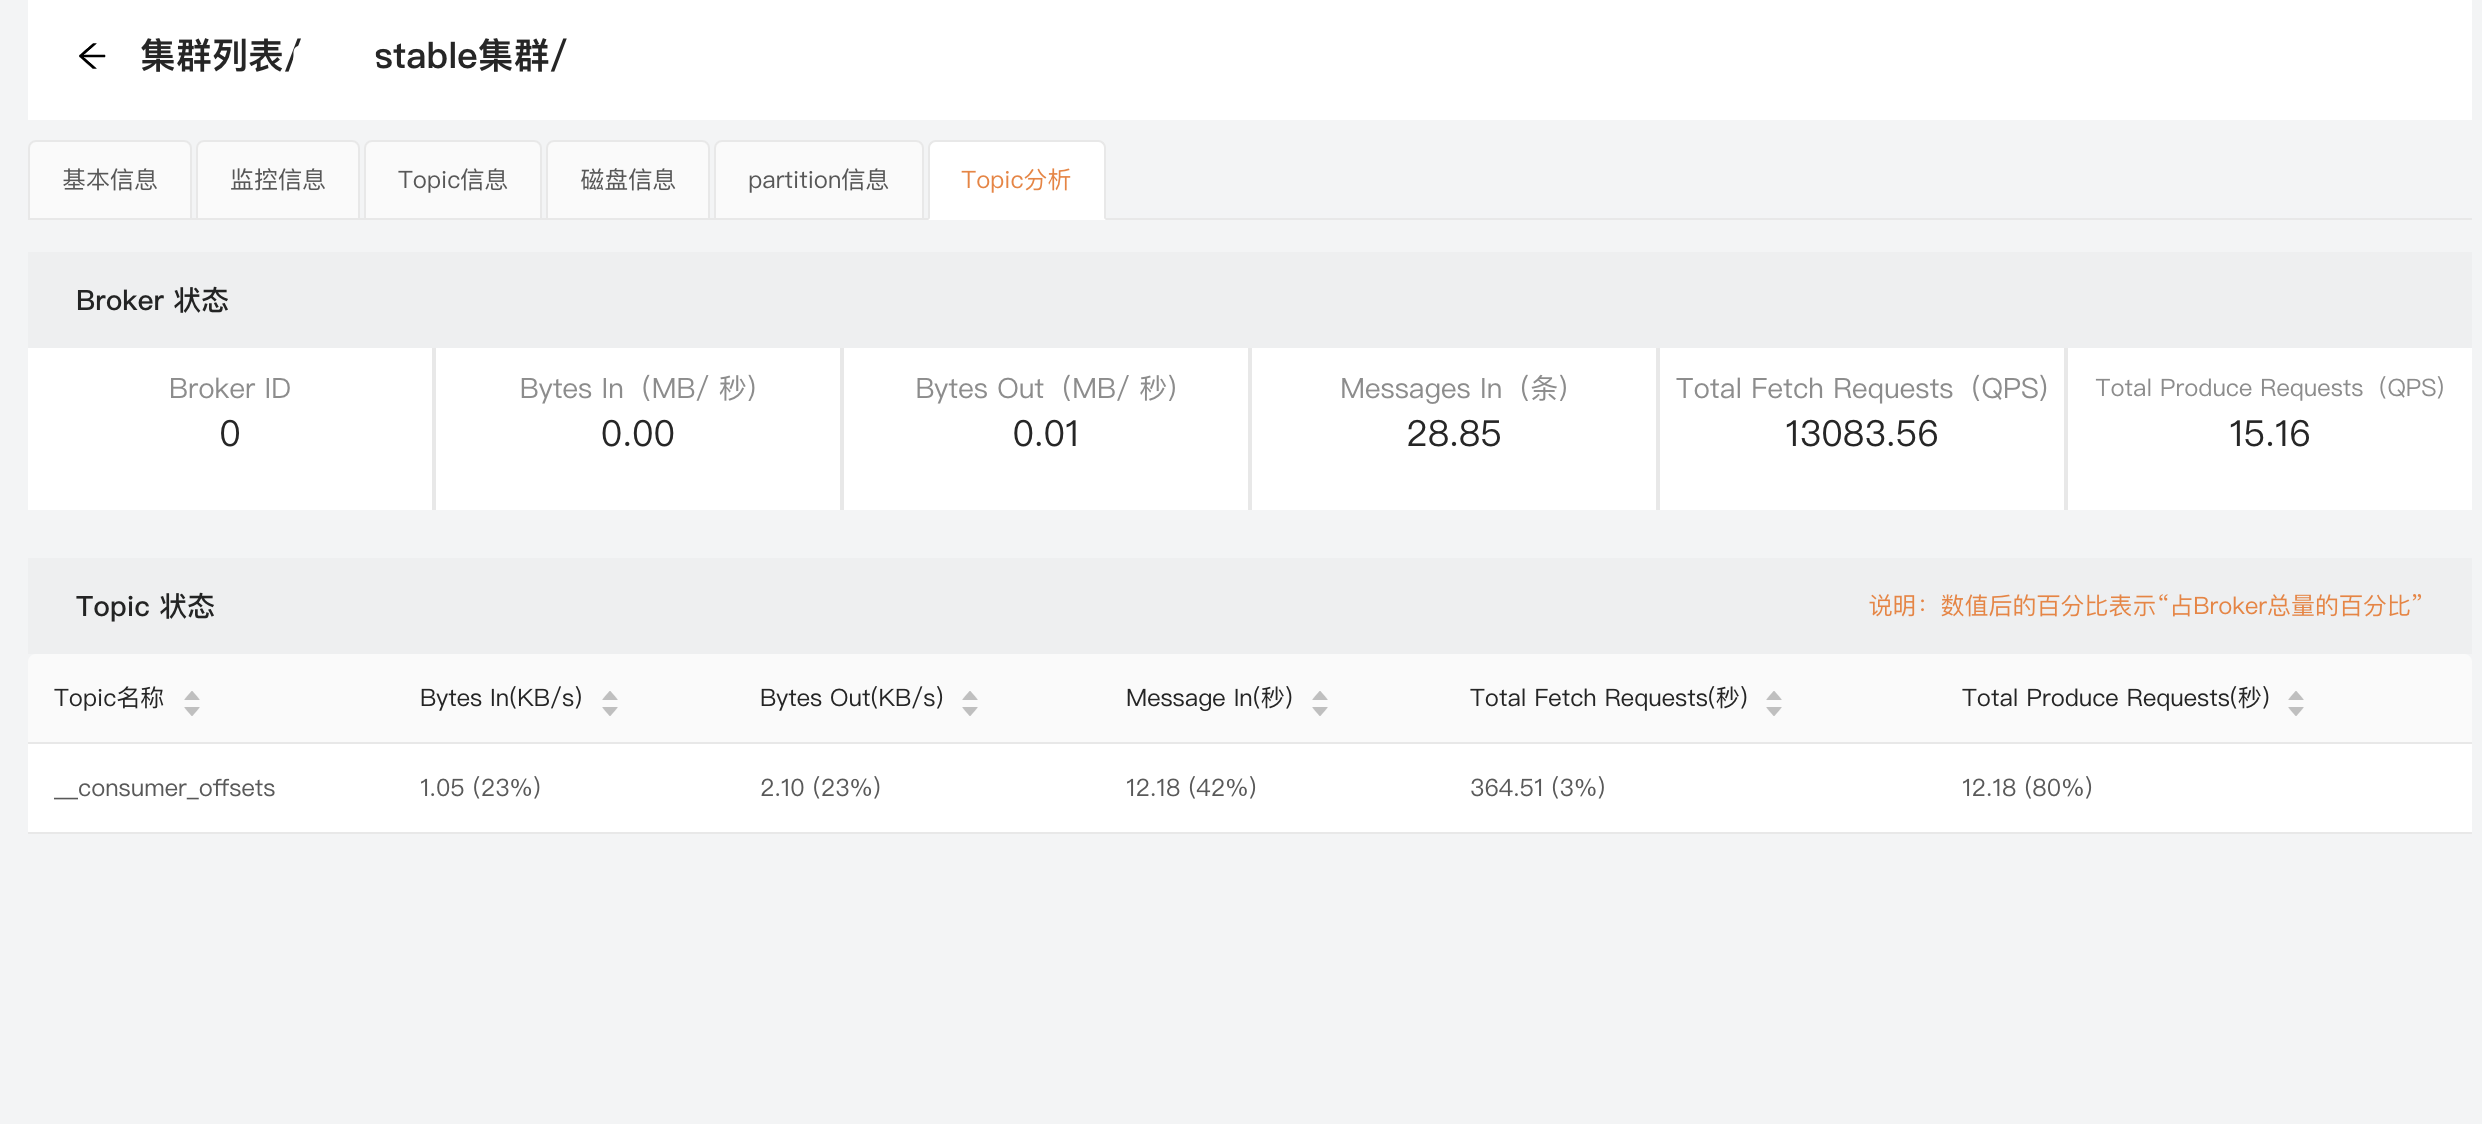 集群列表/ stable集群/
基本信息 监控信息 Topic信息 磁盘信息 partition信息 Topic分析
Broker 状态
Broker ID Bytes In（MB/ 秒） Bytes Out（MB/ 秒） Messages In（条） Total Fetch Requests（QPS） Total Produce Requests（QPS）
0 0.00 0.01 28.85 13083.56 15.16
Topic 状态 说明：数值后的百分比表示“占Broker总量的百分比”
Topic名称 Bytes In(KB/s) Bytes Out(KB/s) Message In(秒) Total Fetch Requests(秒) Total Produce Requests(秒)
__consumer_offsets 1.05 (23%) 2.10 (23%) 12.18 (42%) 364.51 (3%) 12.18 (80%)